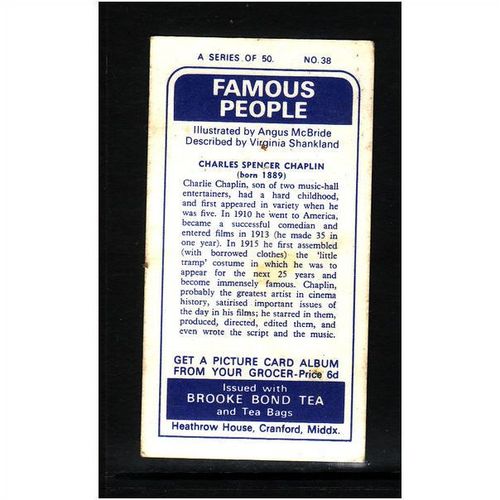 A SERIES OF 50. NO.38
FAMOUS
PEOPLE
Illustrated by Angus McBride
Described by Virginia Shankland
CHARLES SPENCER CHAPLIN
(born 1889)
Charlie Chaplin, son of two music-hall
entertainers, had a hard childhood,
and first appeared in variety when he
was five. In 1910 he went to America,
became a successful comedian and
entered films in 1913 (he made 35 in
one year). In 1915 he first assembled
(with borrowed clothes) the 'little
tramp' costume in which he was to
appear for the next 25 years and
become immensely famous. Chaplin,
probably the greatest artist in cinema
history, satirised important issues of
the day in his films; he starred in them,
produced, directed, edited them, and
even wrote the script and the music.
GET A PICTURE CARD ALBUM
FROM YOUR GROCER-Price 6d
Issued with
BROOKE BOND TEA
and Tea Bags
Heathrow House, Cranford, Middx.